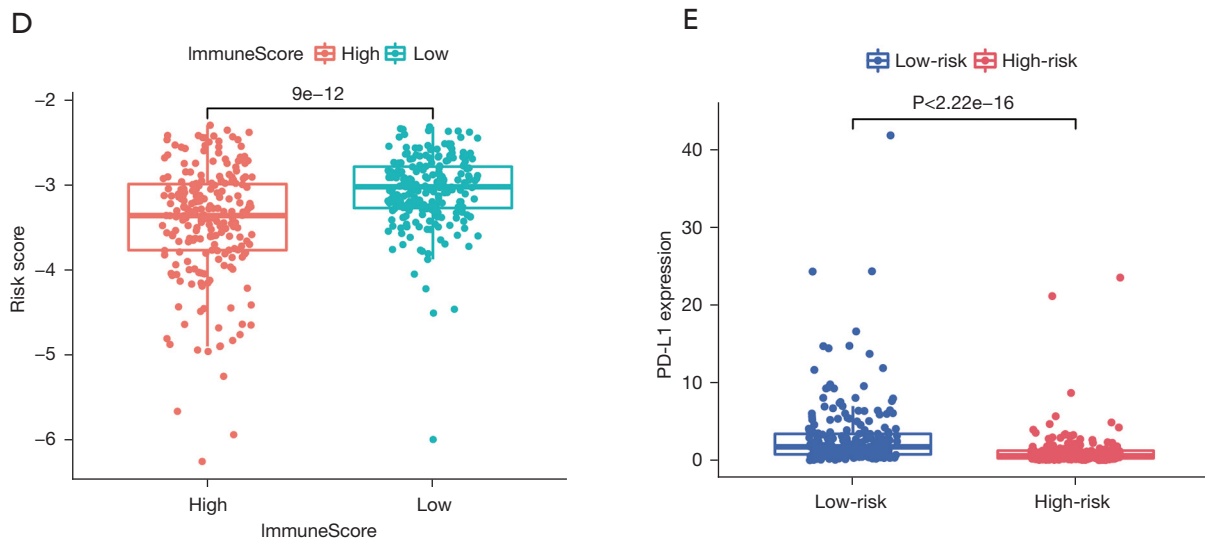 D
ImmuneScore High Low
9e−12
−2
−3
−4
−5
−6
Risk score
High Low
ImmuneScore
E
Low-risk High-risk
P<2.22e−16
40
30
20
10
0
PD-L1 expression
Low-risk High-risk